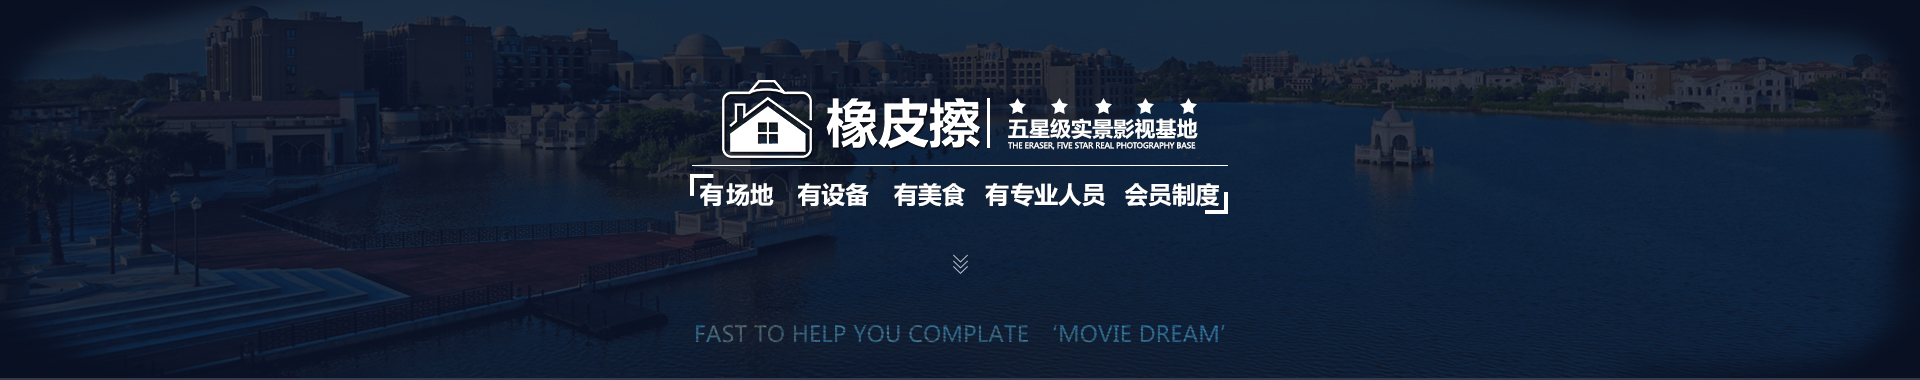 橡皮擦
五星级实景影视基地
THE ERASER, FIVE STAR REAL PHOTOGRAPHY BASE
有场地 有设备 有美食 有专业人员 会员制度
FAST TO HELP YOU COMPLATE ‘MOVIE DREAM’